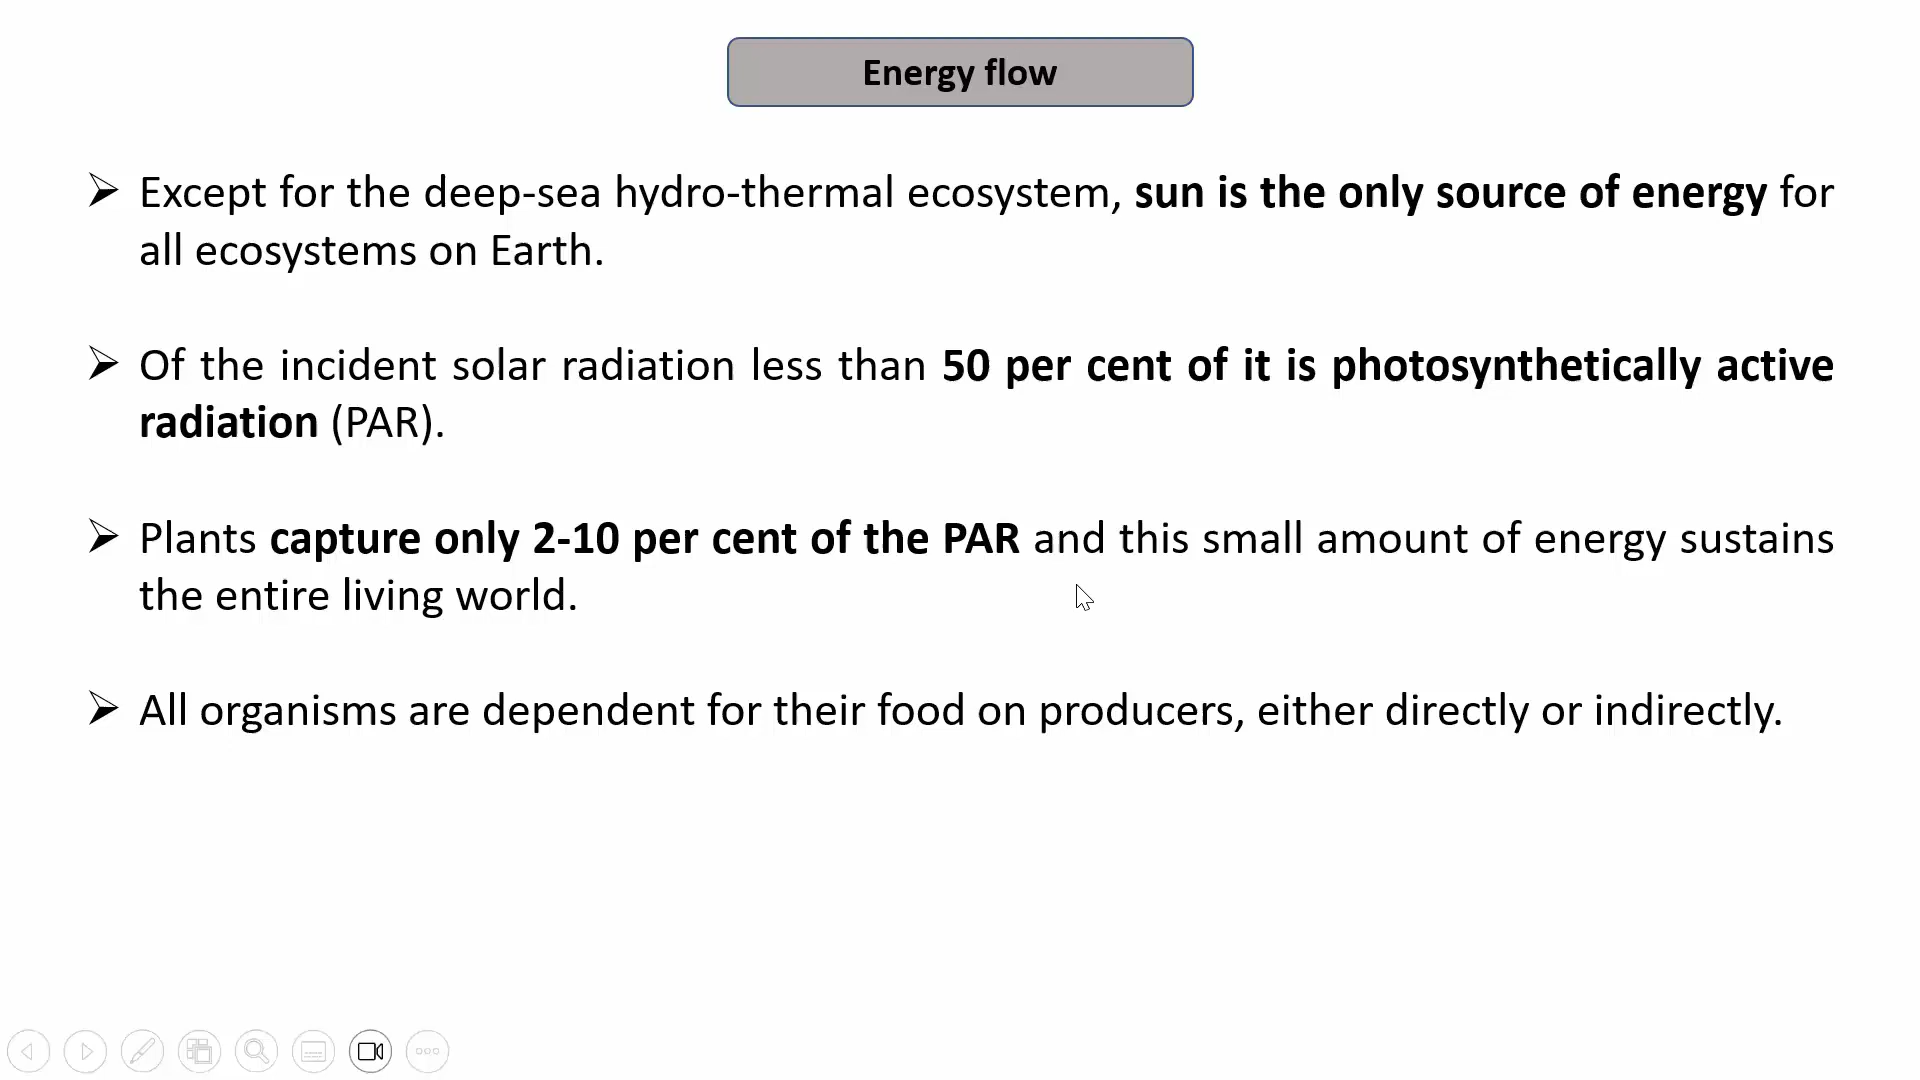 Energy flow
Except for the deep-sea hydro-thermal ecosystem, sun is the only source of energy for
all ecosystems on Earth.
Of the incident solar radiation less than 50 per cent of it is photosynthetically active
radiation (PAR).
Plants capture only 2-10 per cent of the PAR and this small amount of energy sustains
the entire living world.
All organisms are dependent for their food on producers, either directly or indirectly.